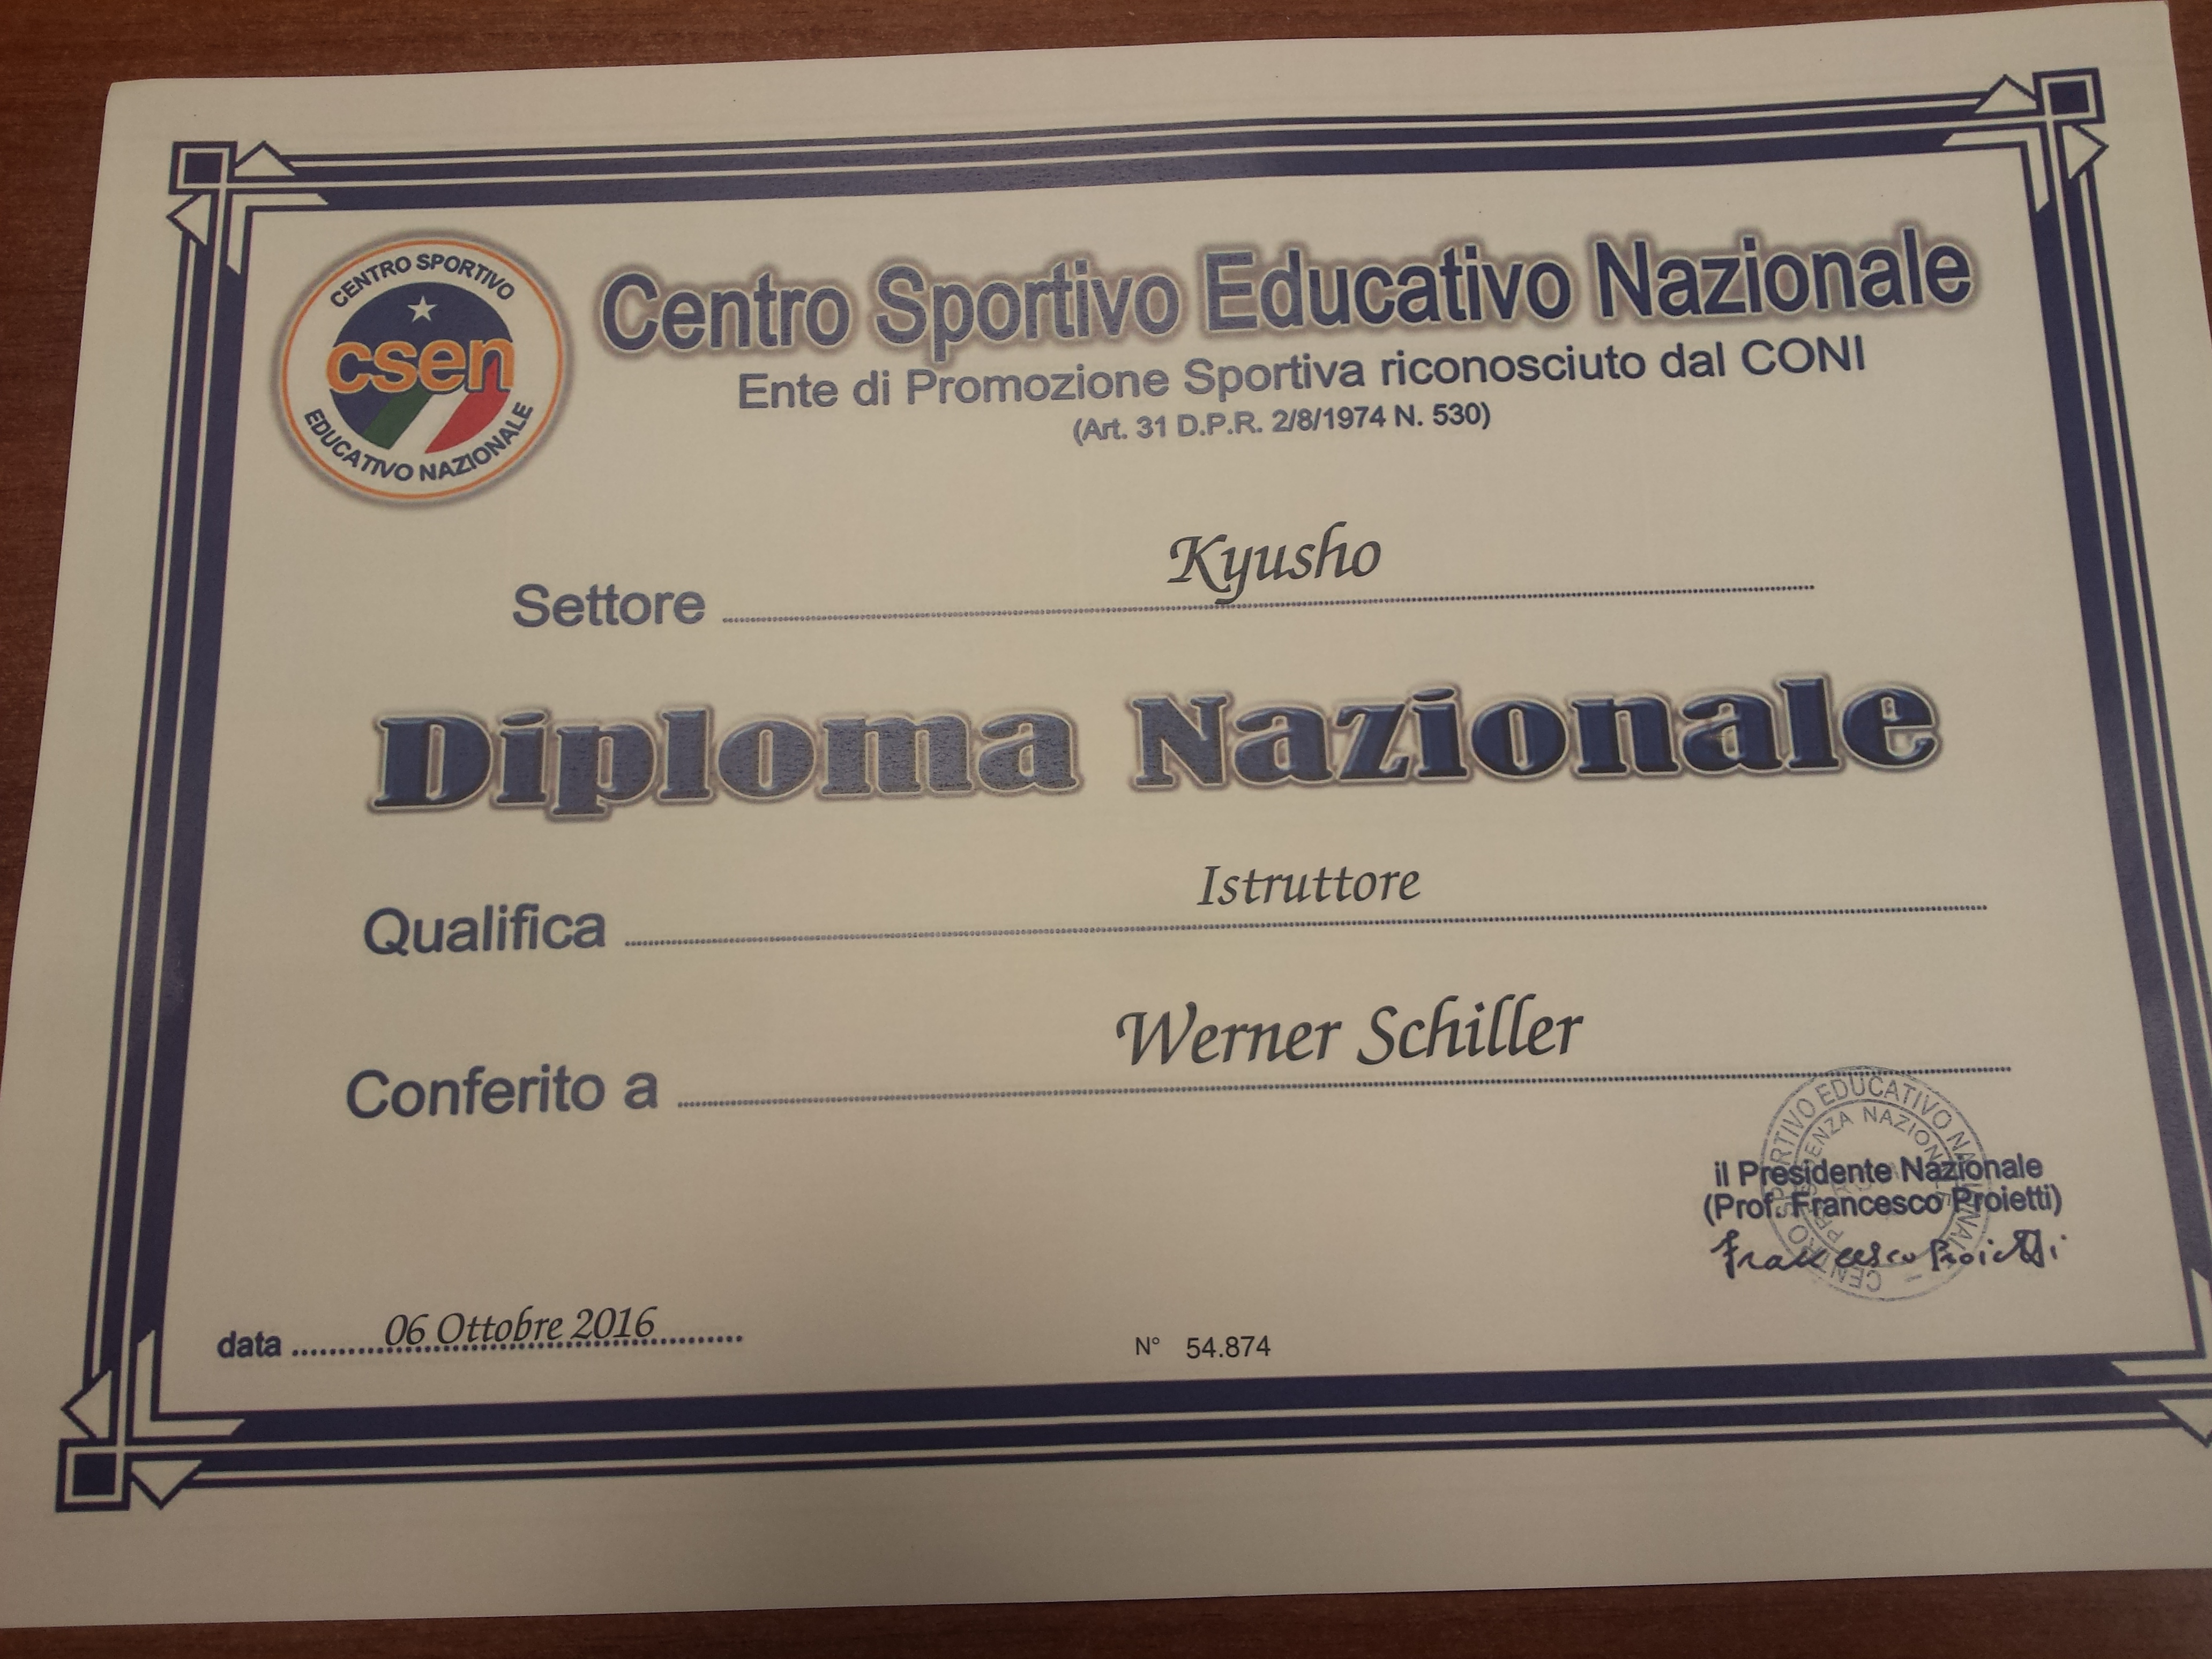 CENTRO SPORTIVO
csen
EDUCATIVO NAZIONALE
Centro Sportivo Educativo Nazionale
Ente di Promozione Sportiva riconosciuto dal CONI
(Art. 31 D.P.R. 2/8/1974 N. 530)
Settore Kyusho
Diploma Nazionale
Qualifica Istruttore
Conferito a Werner Schiller
il Presidente Nazionale
(Prof. Francesco Proietti)
Francesco Proietti
data 06 Ottobre 2016
N° 54.874